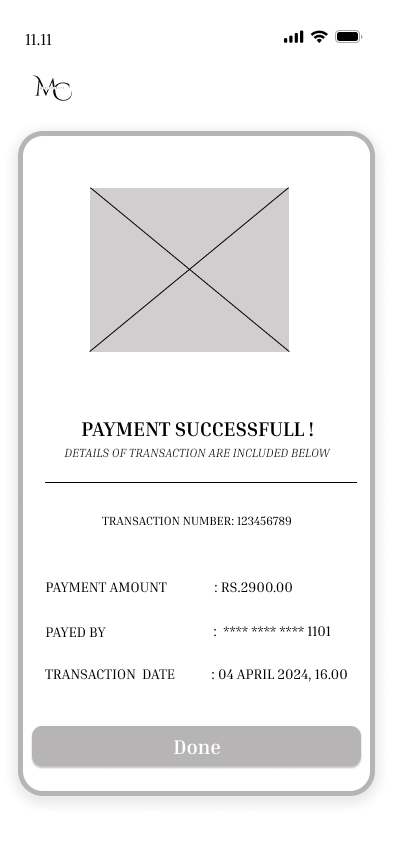 11.11
MC
PAYMENT SUCCESSFULL !
DETAILS OF TRANSACTION ARE INCLUDED BELOW
TRANSACTION NUMBER: 123456789
PAYMENT AMOUNT : RS.2900.00
PAYED BY : **** **** **** 1101
TRANSACTION DATE : 04 APRIL 2024, 16.00
Done